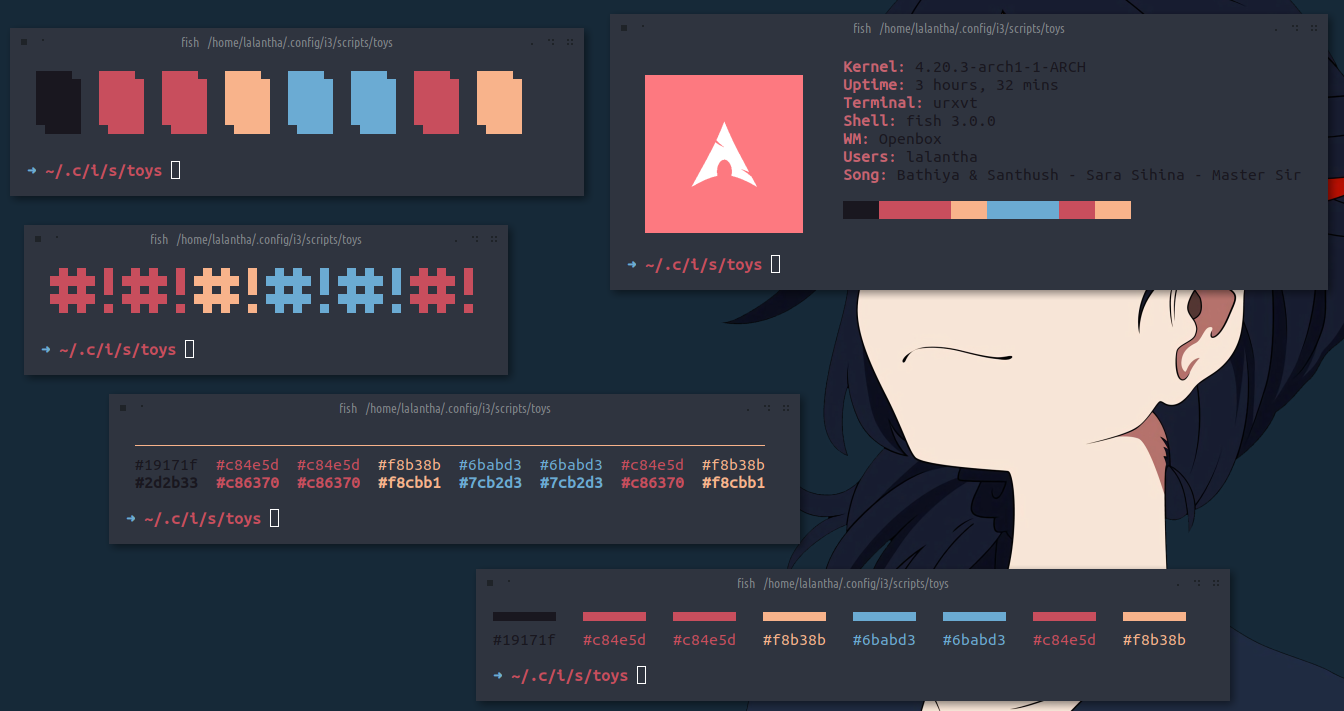 fish /home/lalantha/.config/i3/scripts/toys
➜ ~/.c/i/s/toys
fish /home/lalantha/.config/i3/scripts/toys
Kernel: 4.20.3-arch1-1-ARCH
Uptime: 3 hours, 32 mins
Terminal: urxvt
Shell: fish 3.0.0
WM: Openbox
Users: lalantha
Song: Bathiya & Santhush - Sara Sihina - Master Sir
➜ ~/.c/i/s/toys
fish /home/lalantha/.config/i3/scripts/toys
#!#!#!#!#!#!
➜ ~/.c/i/s/toys
fish /home/lalantha/.config/i3/scripts/toys
#19171f #c84e5d #c84e5d #f8b38b #6babd3 #6babd3 #c84e5d #f8b38b
#2d2b33 #c86370 #c86370 #f8cbb1 #7cb2d3 #7cb2d3 #c86370 #f8cbb1
➜ ~/.c/i/s/toys
fish /home/lalantha/.config/i3/scripts/toys
#19171f #c84e5d #c84e5d #f8b38b #6babd3 #6babd3 #c84e5d #f8b38b
➜ ~/.c/i/s/toys